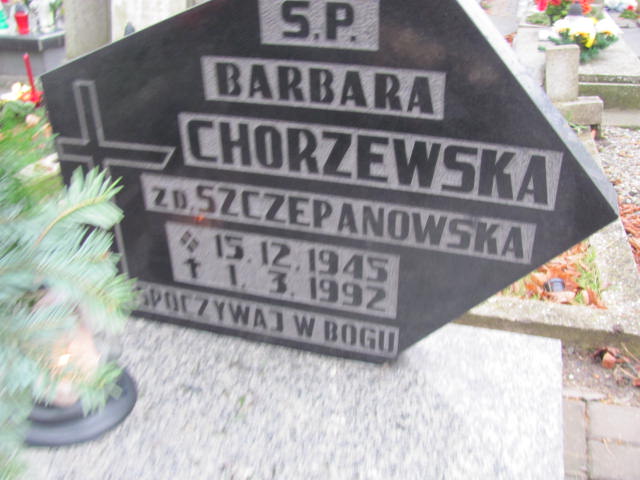 Ś.P.
BARBARA
CHORZEWSKA
ZD. SZCZEPANOWSKA
15.12.1945
✝ 1. 3. 1992
SPOCZYWAJ W BOGU